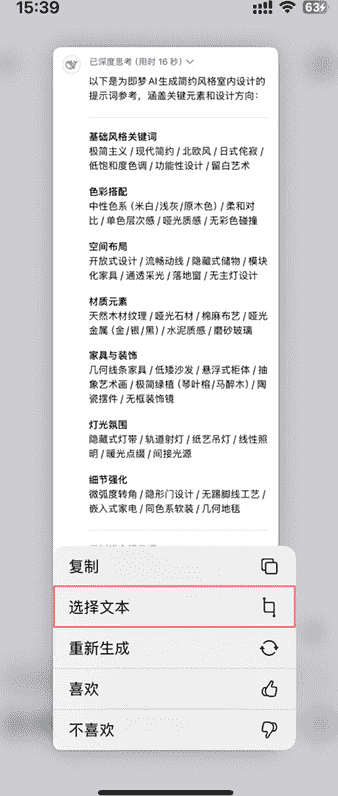 15:39
63
已深度思考 (用时 16 秒)
以下是为即梦 AI 生成简约风格室内设计的
提示词参考，涵盖关键元素和设计方向：
基础风格关键词
极简主义 / 现代简约 / 北欧风 / 日式侘寂 /
低饱和度色调 / 功能性设计 / 留白艺术
色彩搭配
中性色系 (米白/浅灰/原木色) / 柔和对
比 / 单色层次感 / 哑光质感 / 无彩色碰撞
空间布局
开放式设计 / 流畅动线 / 隐藏式储物 / 模块
化家具 / 通透采光 / 落地窗 / 无主灯设计
材质元素
天然木材纹理 / 哑光石材 / 棉麻布艺 / 哑光
金属 (金/银/黑) / 水泥质感 / 磨砂玻璃
家具与装饰
几何线条家具 / 低矮沙发 / 悬浮式柜体 / 抽
象艺术画 / 极简绿植 (琴叶榕/马醉木) / 陶
瓷摆件 / 无框装饰镜
灯光氛围
隐藏式灯带 / 轨道射灯 / 纸艺吊灯 / 线性照
明 / 暖光点缀 / 间接光源
细节强化
微弧度转角 / 隐形门设计 / 无踢脚线工艺 /
嵌入式家电 / 同色系软装 / 几何地毯
复制
选择文本
重新生成
喜欢
不喜欢